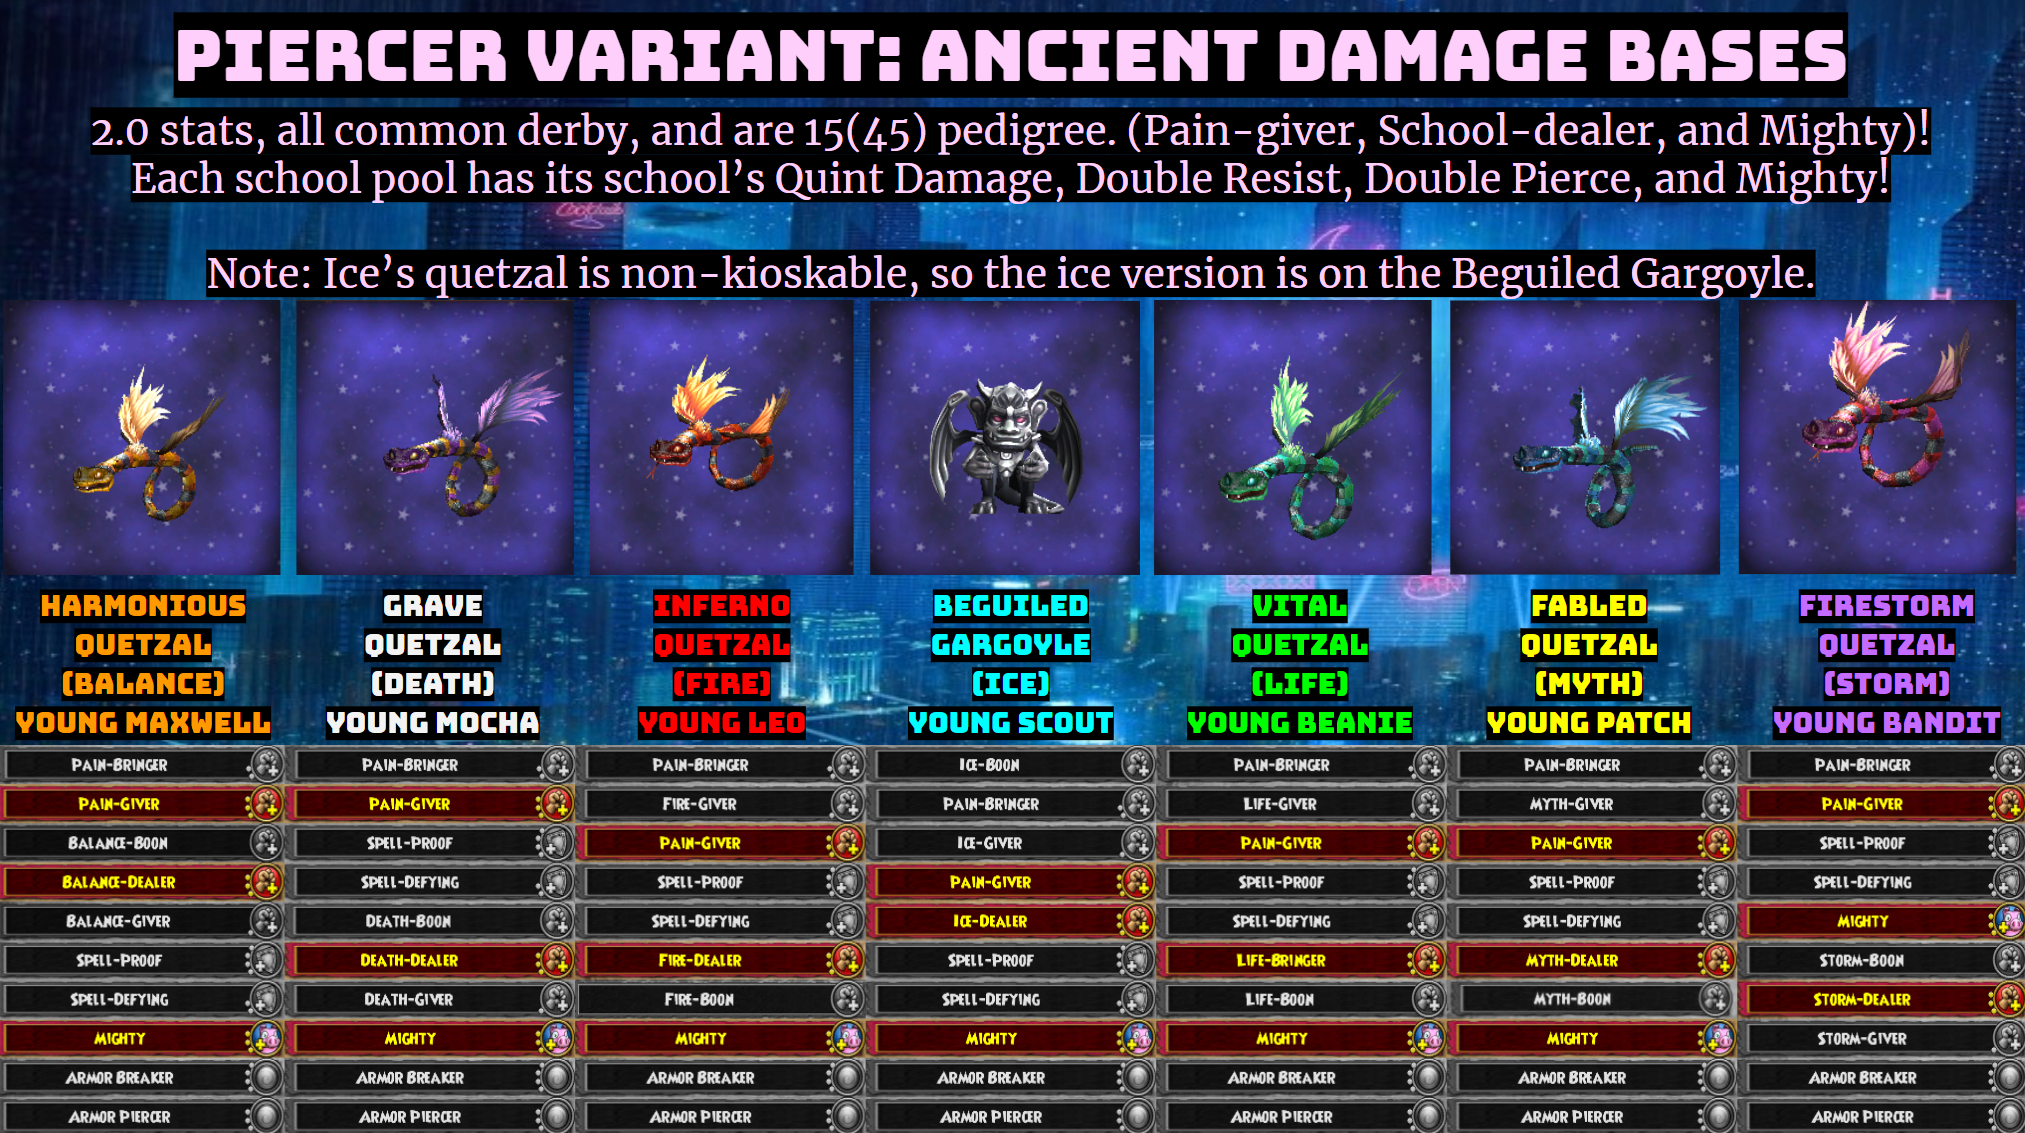 PIERCER VARIANT: ANCIENT DAMAGE BASES
2.0 stats, all common derby, and are 15(45) pedigree. (Pain-giver, School-dealer, and Mighty)!
Each school pool has its school's Quint Damage, Double Resist, Double Pierce, and Mighty!
Note: Ice's quetzal is non-kioskable, so the ice version is on the Beguiled Gargoyle.
HARMONIOUS
QUETZAL
(BALANCE)
YOUNG MAXWELL
PAIN-BRINGER
PAIN-GIVER
BALANCE-BOON
BALANCE-DEALER
BALANCE-GIVER
SPELL-PROOF
SPELL-DEFYING
MIGHTY
ARMOR BREAKER
ARMOR PIERCER
GRAVE
QUETZAL
(DEATH)
YOUNG MOCHA
PAIN-BRINGER
PAIN-GIVER
SPELL-PROOF
SPELL-DEFYING
DEATH-BOON
DEATH-DEALER
DEATH-GIVER
MIGHTY
ARMOR BREAKER
ARMOR PIERCER
INFERNO
QUETZAL
(FIRE)
YOUNG LEO
PAIN-BRINGER
FIRE-GIVER
PAIN-GIVER
SPELL-PROOF
SPELL-DEFYING
FIRE-DEALER
FIRE-BOON
MIGHTY
ARMOR BREAKER
ARMOR PIERCER
BEGUILED
GARGOYLE
(ICE)
YOUNG SCOUT
ICE-BOON
PAIN-BRINGER
ICE-GIVER
PAIN-GIVER
ICE-DEALER
SPELL-PROOF
SPELL-DEFYING
MIGHTY
ARMOR BREAKER
ARMOR PIERCER
VITAL
QUETZAL
(LIFE)
YOUNG BEANIE
PAIN-BRINGER
LIFE-GIVER
PAIN-GIVER
SPELL-PROOF
SPELL-DEFYING
LIFE-BRINGER
LIFE-BOON
MIGHTY
ARMOR BREAKER
ARMOR PIERCER
FABLED
QUETZAL
(MYTH)
YOUNG PATCH
PAIN-BRINGER
MYTH-GIVER
PAIN-GIVER
SPELL-PROOF
SPELL-DEFYING
MYTH-DEALER
MYTH-BOON
MIGHTY
ARMOR BREAKER
ARMOR PIERCER
FIRESTORM
QUETZAL
(STORM)
YOUNG BANDIT
PAIN-BRINGER
PAIN-GIVER
SPELL-PROOF
SPELL-DEFYING
MIGHTY
STORM-BOON
STORM-DEALER
STORM-GIVER
ARMOR BREAKER
ARMOR PIERCER